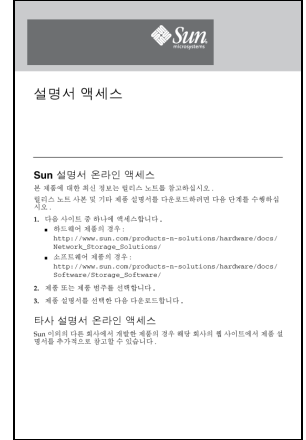 Sun
microsystems
설명서 액세스
Sun 설명서 온라인 액세스
본 제품에 대한 최신 정보는 릴리스 노트를 참고하십시오.
릴리스 노트 사본 및 기타 제품 설명서를 다운로드하려면 다음 단계를 수행하십
시오.
1. 다음 사이트 중 하나에 액세스합니다.
■ 하드웨어 제품의 경우:
http://www.sun.com/products-n-solutions/hardware/docs/
Network_Storage_Solutions/
■ 소프트웨어 제품의 경우:
http://www.sun.com/products-n-solutions/hardware/docs/
Software/Storage_Software/
2. 제품 또는 제품 범주를 선택합니다.
3. 제품 설명서를 선택한 다음 다운로드합니다.
타사 설명서 온라인 액세스
Sun 이외의 다른 회사에서 개발한 제품의 경우 해당 회사의 웹 사이트에서 제품 설
명서를 추가적으로 참고할 수 있습니다.